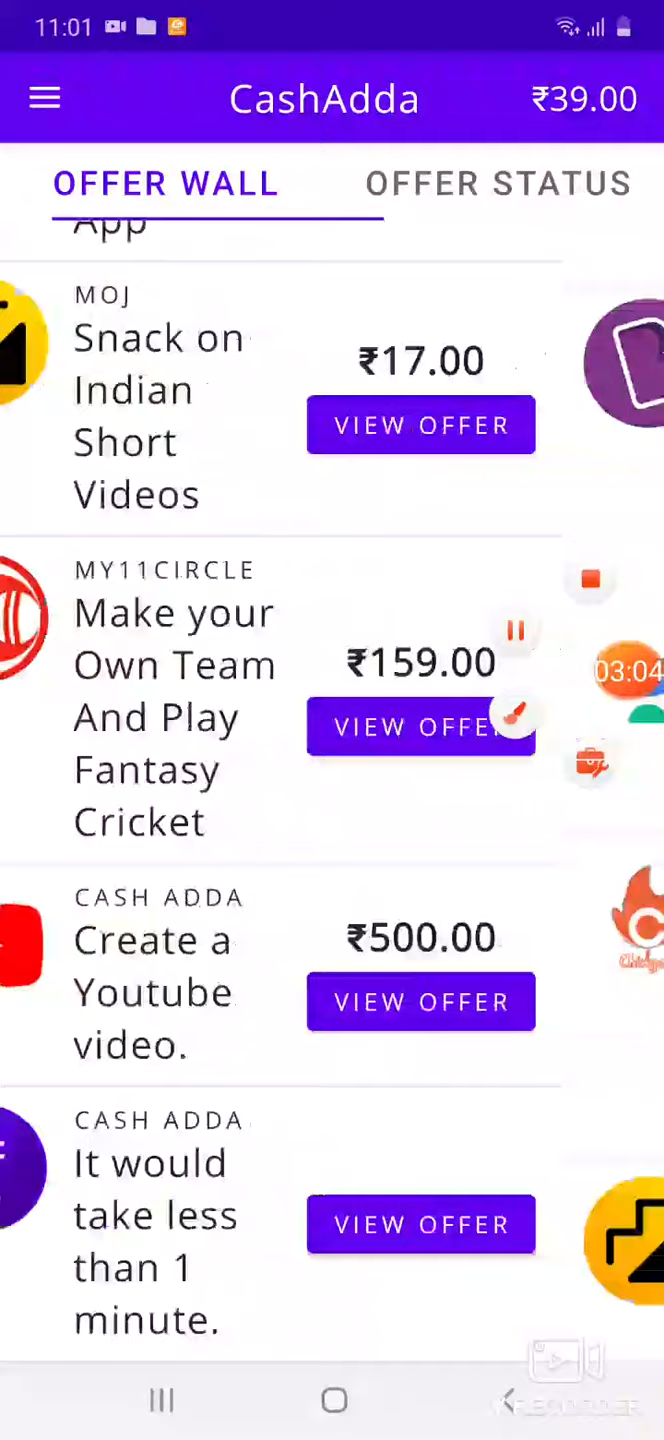 11:01
CashAdda ₹39.00
OFFER WALL OFFER STATUS
App
MOJ
Snack on
Indian
Short
Videos
₹17.00
VIEW OFFER
MY11CIRCLE
Make your
Own Team
And Play
Fantasy
Cricket
₹159.00
VIEW OFFER
03:04
CASH ADDA
Create a
Youtube
video.
₹500.00
VIEW OFFER
CASH ADDA
It would
take less
than 1
minute.
VIEW OFFER